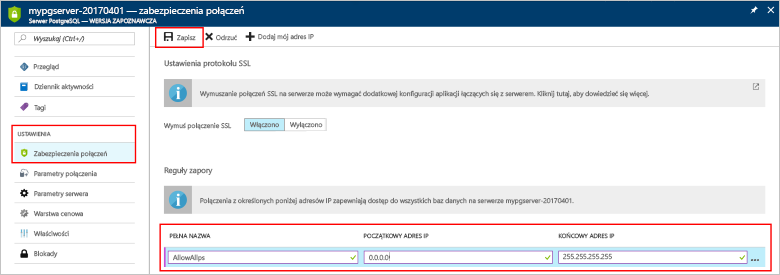 mypgserver-20170401 — zabezpieczenia połączeń
Serwer PostgreSQL — WERSJA ZAPOZNAWCZA
Wyszukaj (Ctrl+/)
Przegląd
Dziennik aktywności
Tagi
USTAWIENIA
Zabezpieczenia połączeń
Parametry połączenia
Parametry serwera
Warstwa cenowa
Właściwości
Blokady
Zapisz Odrzuć Dodaj mój adres IP
Ustawienia protokołu SSL
Wymuszanie połączeń SSL na serwerze może wymagać dodatkowej konfiguracji aplikacji łączących się z serwerem. Kliknij tutaj, aby dowiedzieć się więcej.
Wymuś połączenie SSL Włączono Wyłączono
Reguły zapory
Połączenia z określonych poniżej adresów IP zapewniają dostęp do wszystkich baz danych na serwerze mypgserver-20170401.
PEŁNA NAZWA POCZĄTKOWY ADRES IP KOŃCOWY ADRES IP
AllowAllIps 0.0.0.0 255.255.255.255 ...